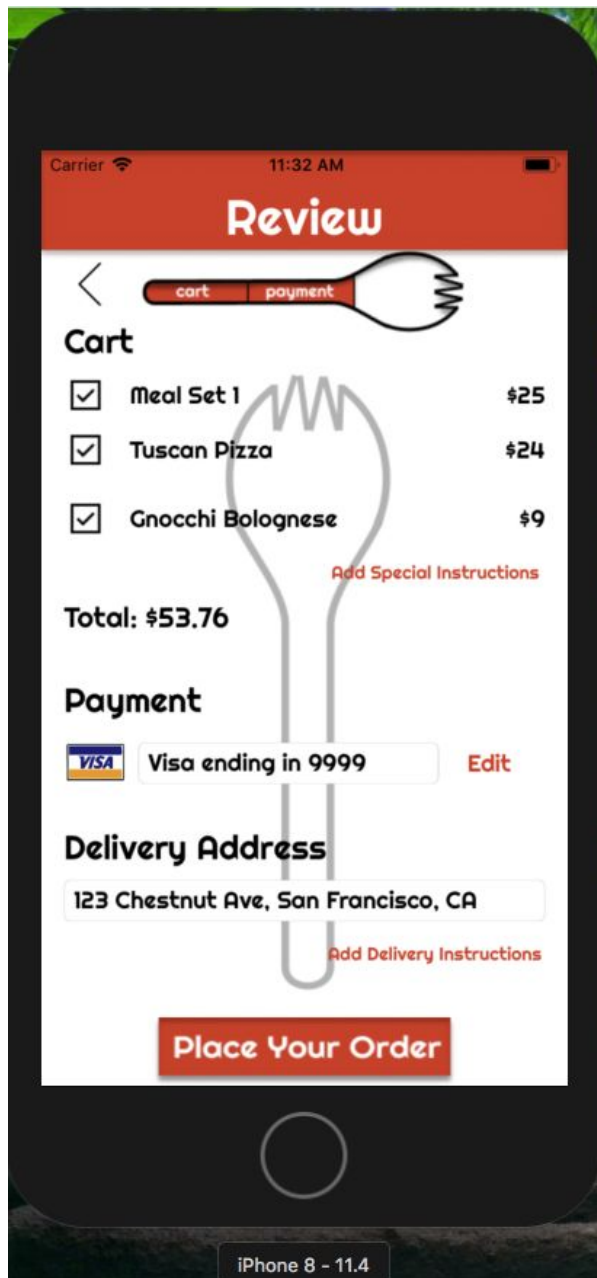 Carrier 11:32 AM
Review
cart payment
Cart
Meal Set 1 $25
Tuscan Pizza $24
Gnocchi Bolognese $9
Add Special Instructions
Total: $53.76
Payment
VISA Visa ending in 9999 Edit
Delivery Address
123 Chestnut Ave, San Francisco, CA
Add Delivery Instructions
Place Your Order
iPhone 8 - 11.4